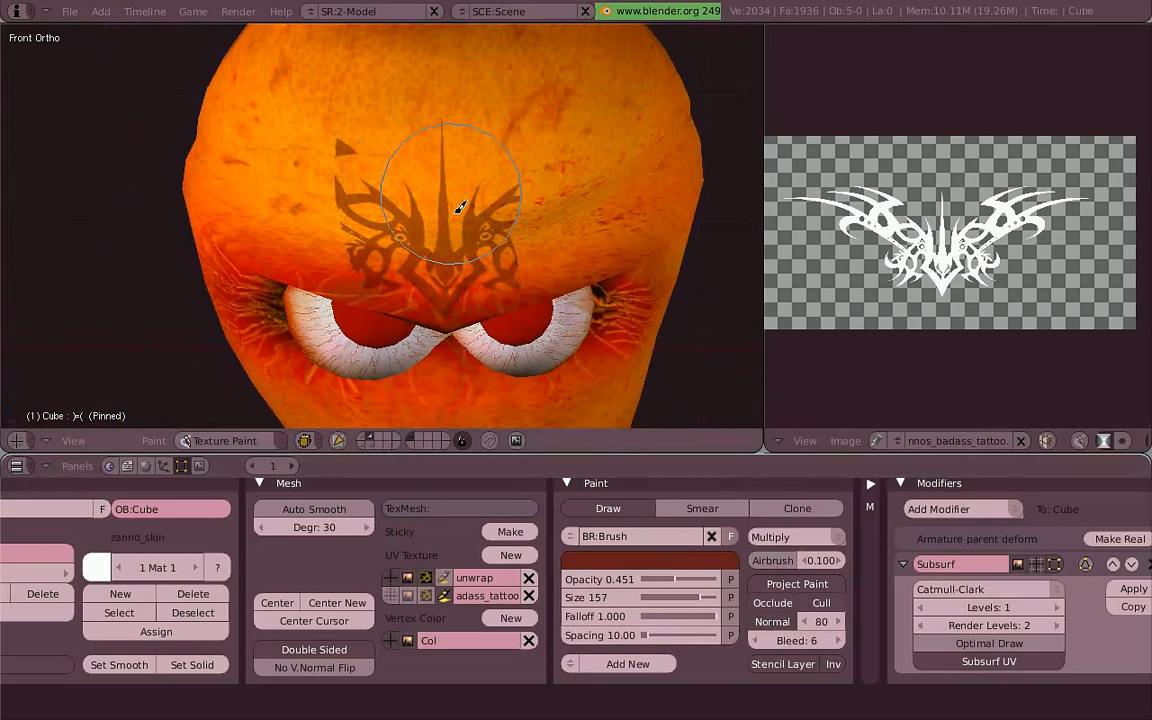 File Add Timeline Game Render Help SR:2-Model SCE:Scene www.blender.org 249 Ve:2034 | Fa:1936 | Ob:5-0 | La:0 | Mem:10.11M (19.26M) | Time: | Cube
Front Ortho
(1) Cube : )=( (Pinned)
View Paint Texture Paint
View Image nnos_badass_tattoo.
Panels 1
Mesh
Paint
M
Modifiers
F OB:Cube
Auto Smooth
TexMesh:
Draw Smear Clone
Add Modifier To: Cube
Degr: 30
Sticky Make
BR:Brush F Multiply
Armature parent deform Make Real
zanno_skin
UV Texture New
Airbrush 0.100
1 Mat 1 ?
unwrap
Opacity 0.451 P
Project Paint
Subsurf
Delete New Delete
Center Center New
adass_tattoo
Size 157 P
Occlude Cull
Catmull-Clark Apply
Select Deselect
Center Cursor
Vertex Color New
Falloff 1.000 P
Normal 80
Levels: 1 Copy
Assign
Double Sided
Col
Spacing 10.00 P
Bleed: 6
Render Levels: 2
Optimal Draw
Set Smooth Set Solid
No V.Normal Flip
Add New
Stencil Layer Inv
Subsurf UV